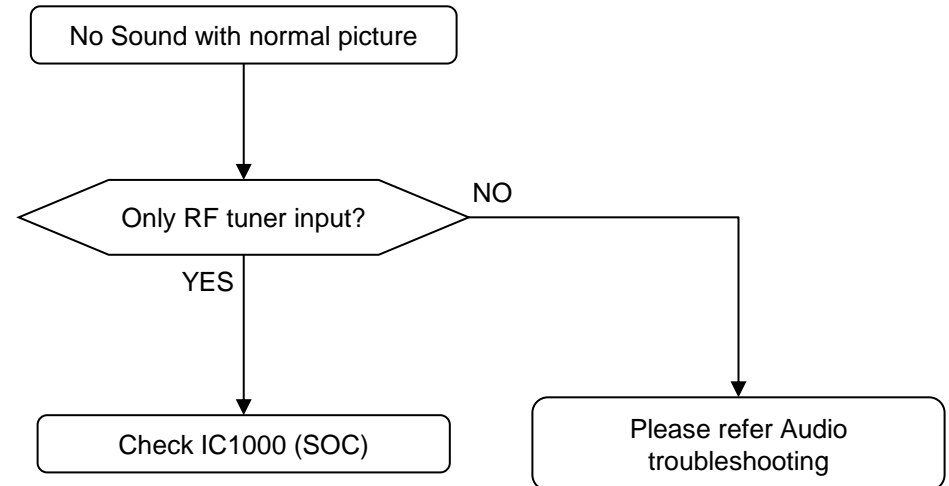 No Sound with normal picture
Only RF tuner input?
NO
YES
Check IC1000 (SOC)
Please refer Audio
troubleshooting